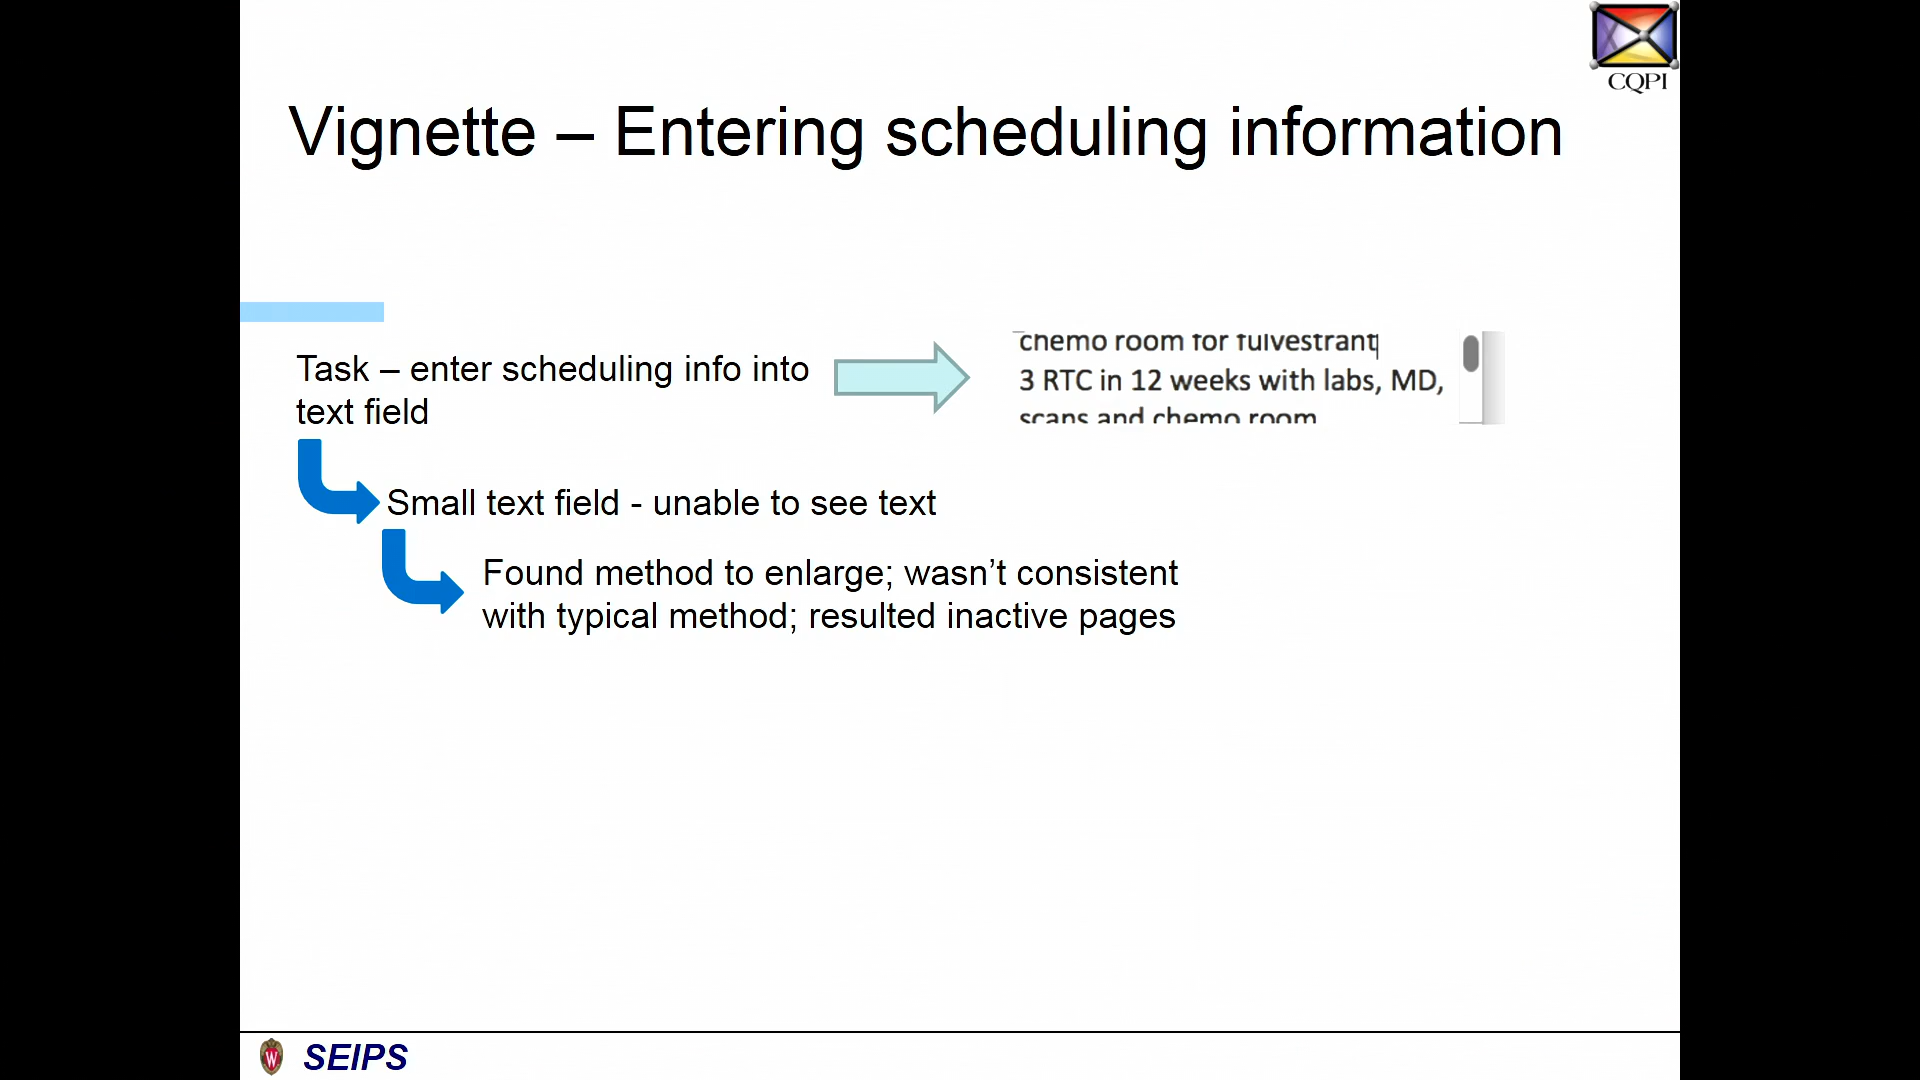 CQPI
Vignette – Entering scheduling information
Task – enter scheduling info into
text field
chemo room for fulvestrant
3 RTC in 12 weeks with labs, MD,
scans and chemo room
Small text field - unable to see text
Found method to enlarge; wasn’t consistent
with typical method; resulted inactive pages
W
SEIPS